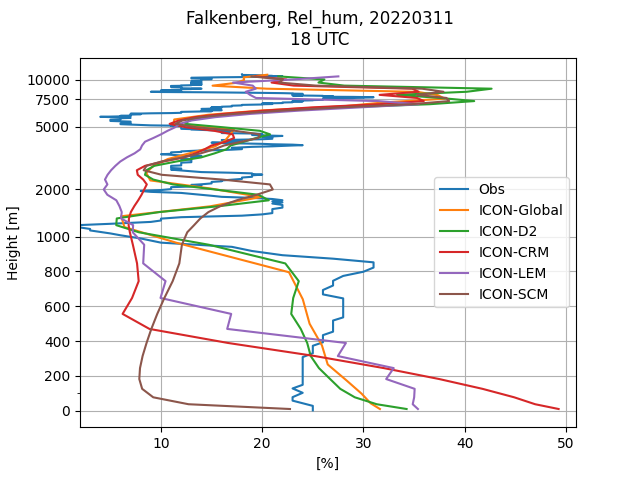 Falkenberg, Rel_hum, 20220311
18 UTC
Height [m]
10000
7500
5000
2000
1000
800
600
400
200
0
Obs
ICON-Global
ICON-D2
ICON-CRM
ICON-LEM
ICON-SCM
10 20 30 40 50
[%]